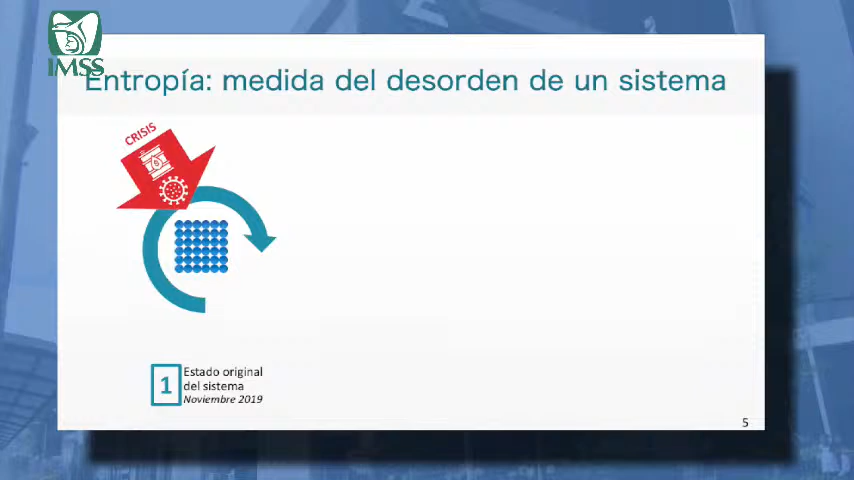 IMSS
Entropía: medida del desorden de un sistema
CRISIS
1
Estado original
del sistema
Noviembre 2019
5